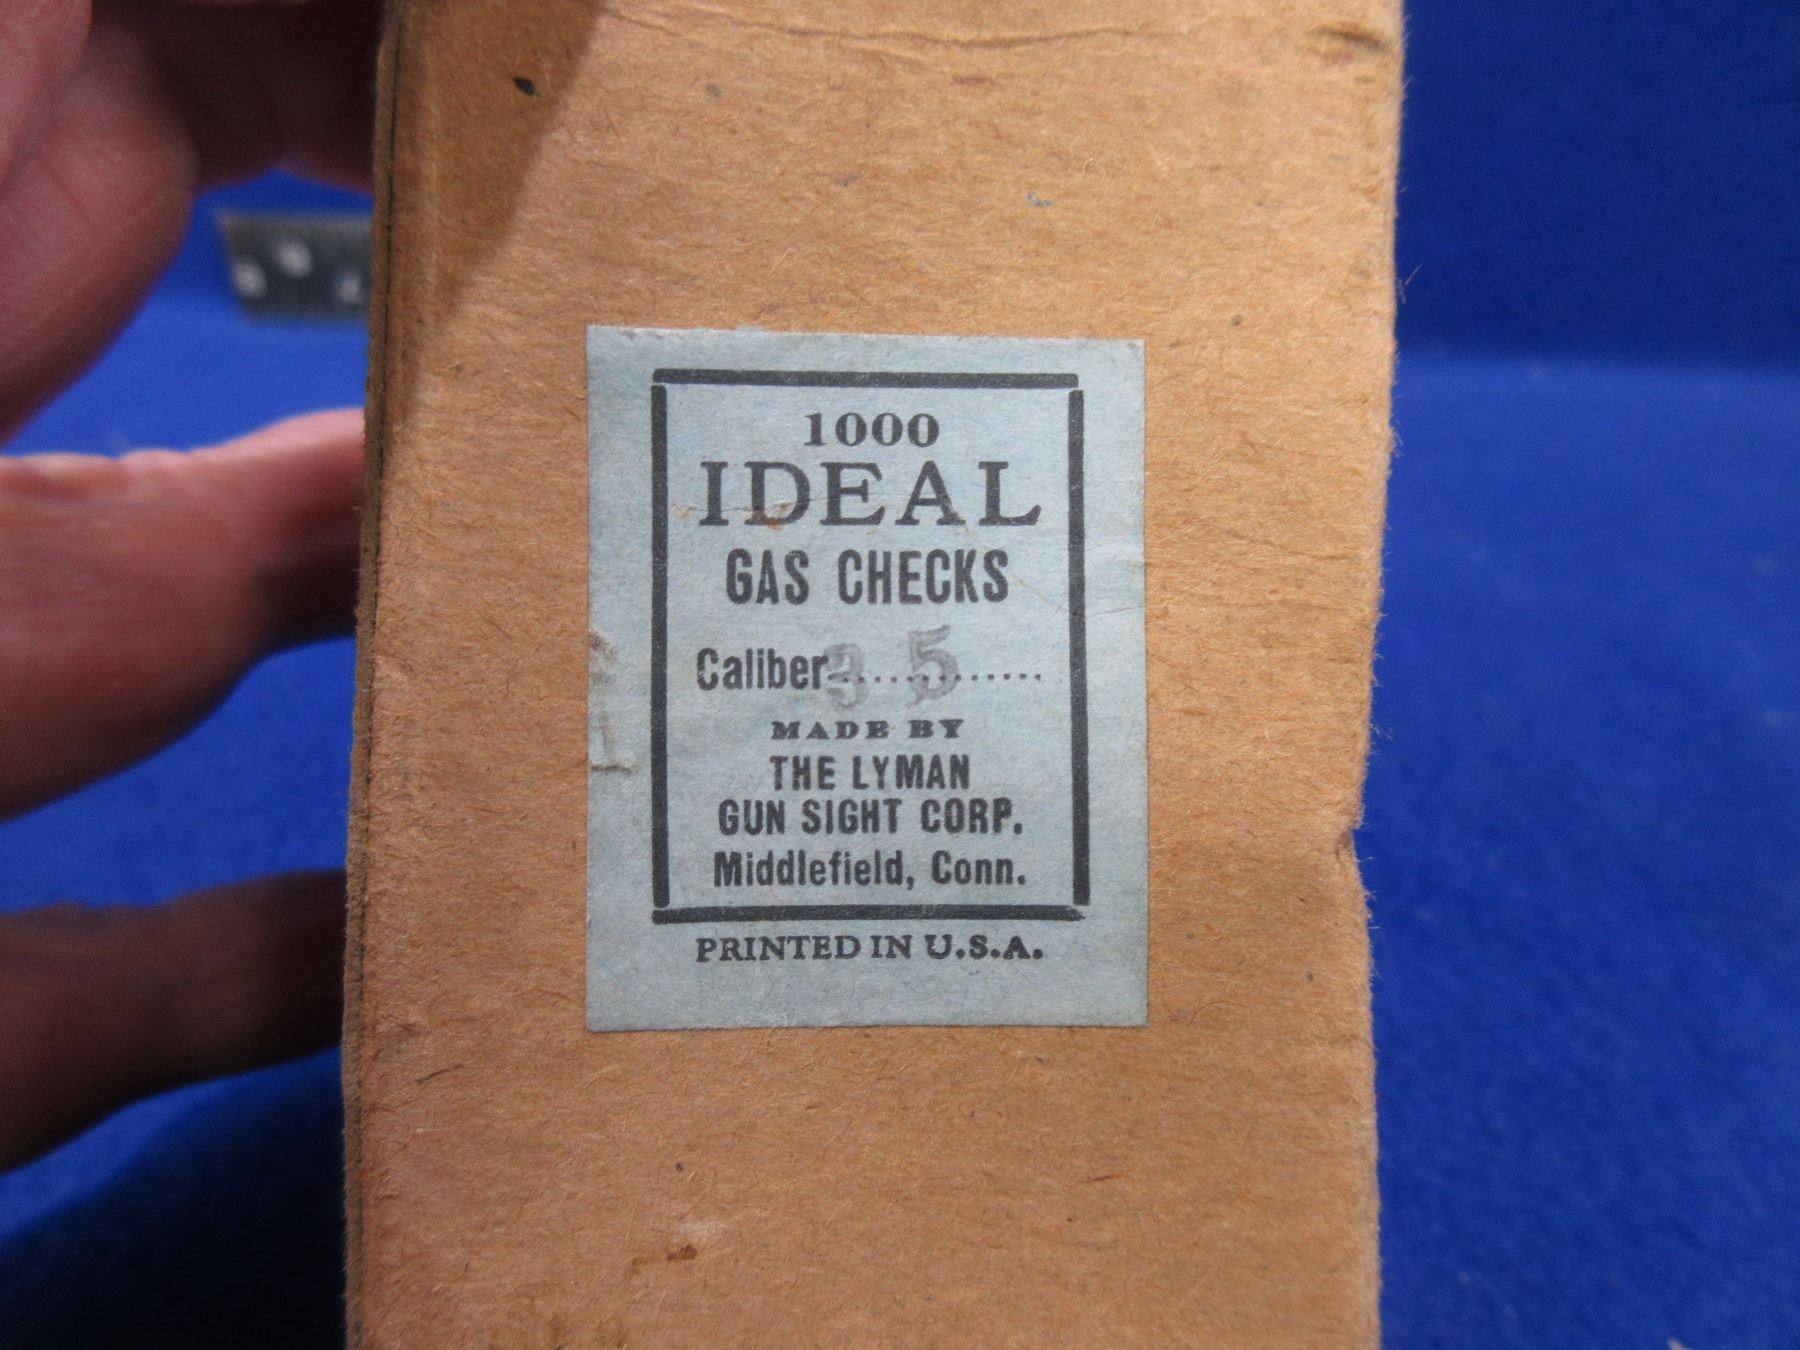 1000
IDEAL
GAS CHECKS
Caliber 35
MADE BY
THE LYMAN
GUN SIGHT CORP.
Middlefield, Conn.
PRINTED IN U.S.A.